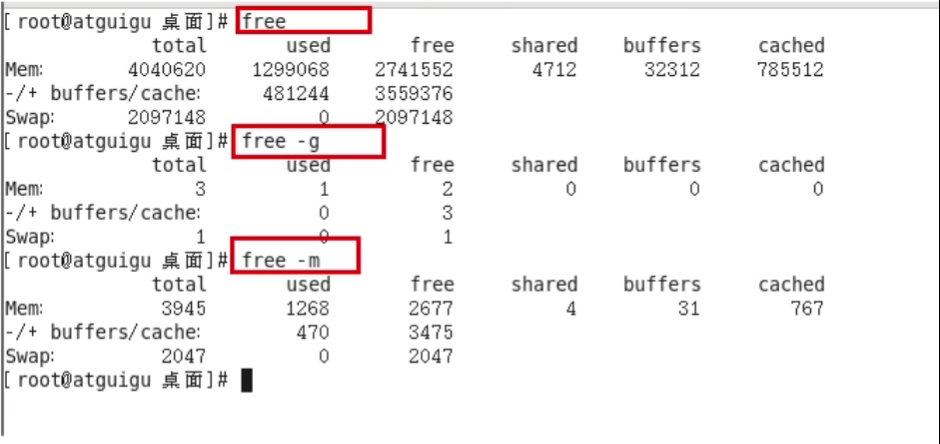 [root@atguigu 桌面]# free
total used free shared buffers cached
Mem: 4040620 1299068 2741552 4712 32312 785512
-/+ buffers/cache: 481244 3559376
Swap: 2097148 0 2097148
[root@atguigu 桌面]# free -g
total used free shared buffers cached
Mem: 3 1 2 0 0 0
-/+ buffers/cache: 0 3
Swap: 1 0 1
[root@atguigu 桌面]# free -m
total used free shared buffers cached
Mem: 3945 1268 2677 4 31 767
-/+ buffers/cache: 470 3475
Swap: 2047 0 2047
[root@atguigu 桌面]#